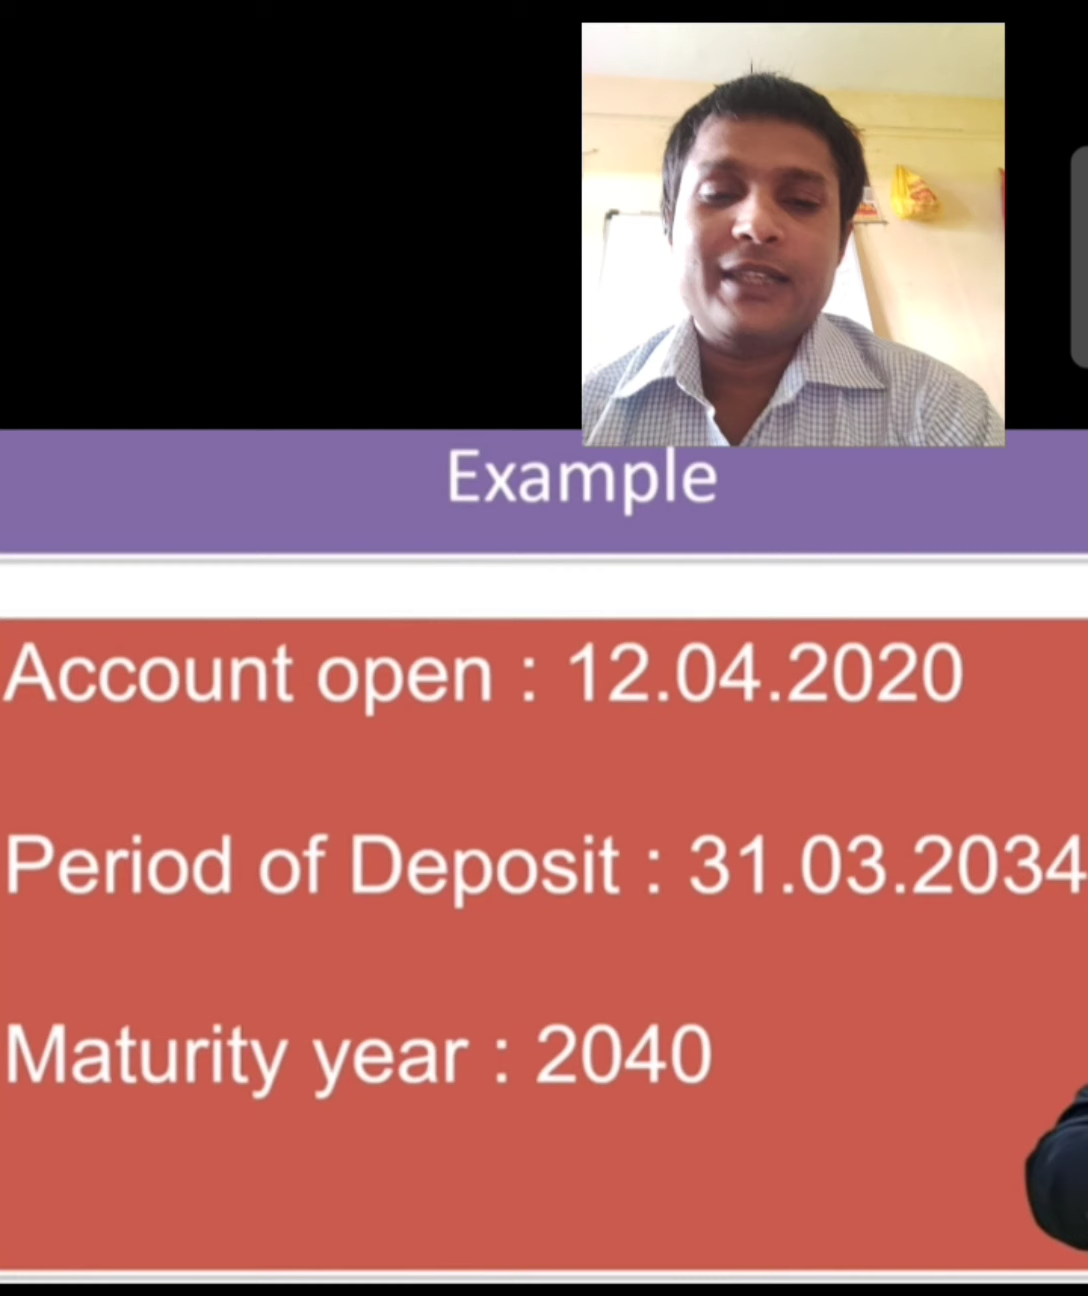 Example
Account open : 12.04.2020
Period of Deposit : 31.03.2034
Maturity year : 2040